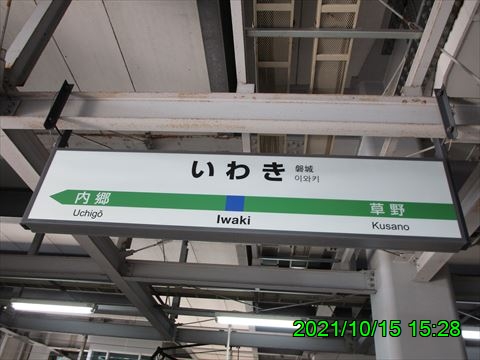 いわき
磐城
이와키
内郷
Uchigō
Iwaki
草野
Kusano
2021/10/15 15:28